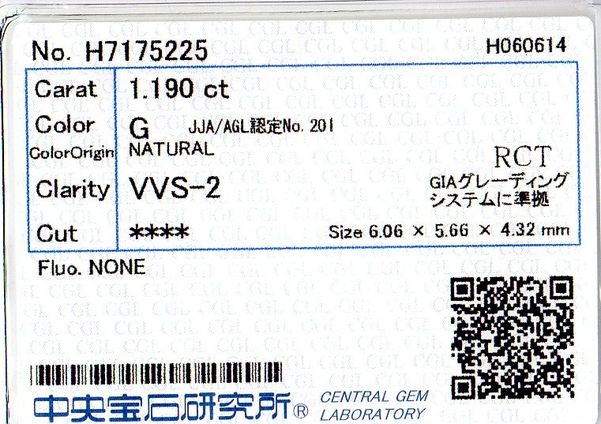 No. H7175225 H060614
Carat 1.190 ct
Color G JJA/AGL認定No. 201
ColorOrigin NATURAL
RCT
Clarity VVS-2 GIAグレーディング
システムに準拠
Cut **** Size 6.06 × 5.66 × 4.32 mm
Fluo. NONE
中央宝石研究所® CENTRAL GEM
LABORATORY